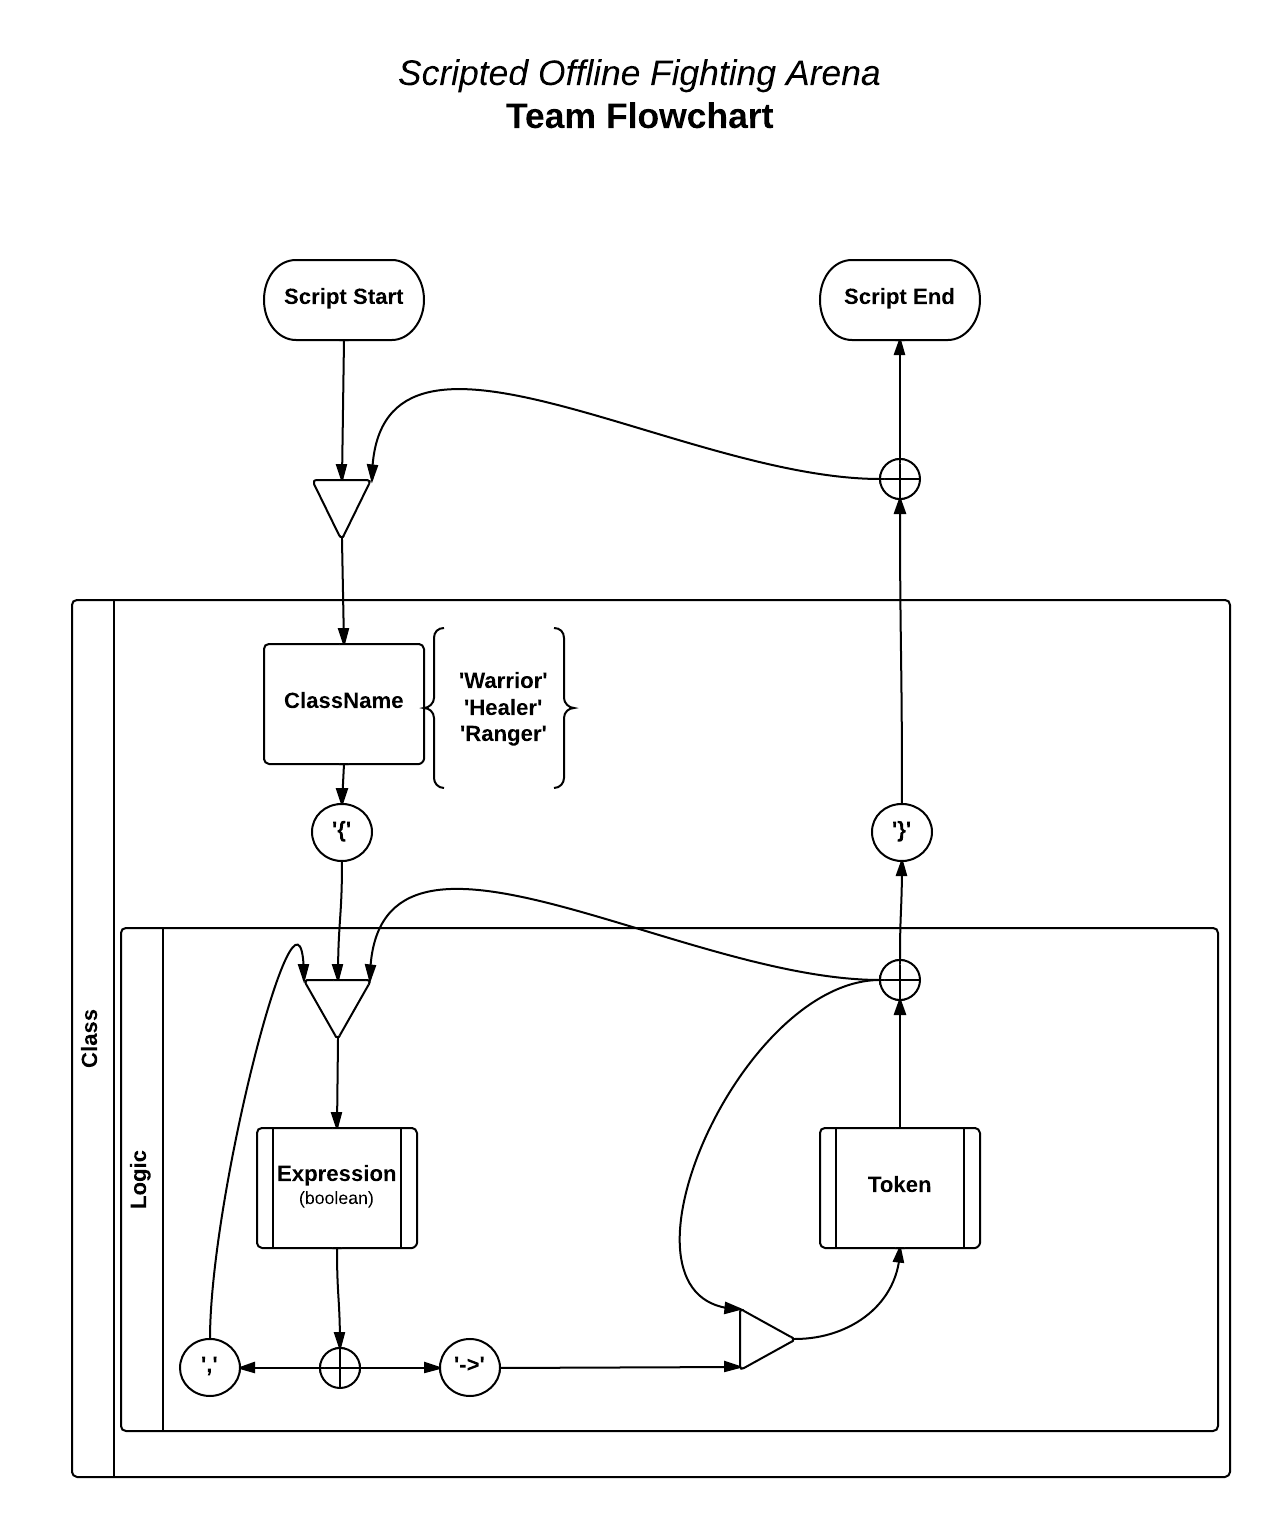 Scripted Offline Fighting Arena
Team Flowchart
Script Start
Script End
ClassName
'Warrior'
'Healer'
'Ranger'
'{'
'}'
Class
Logic
Expression
(boolean)
Token
','
'->'